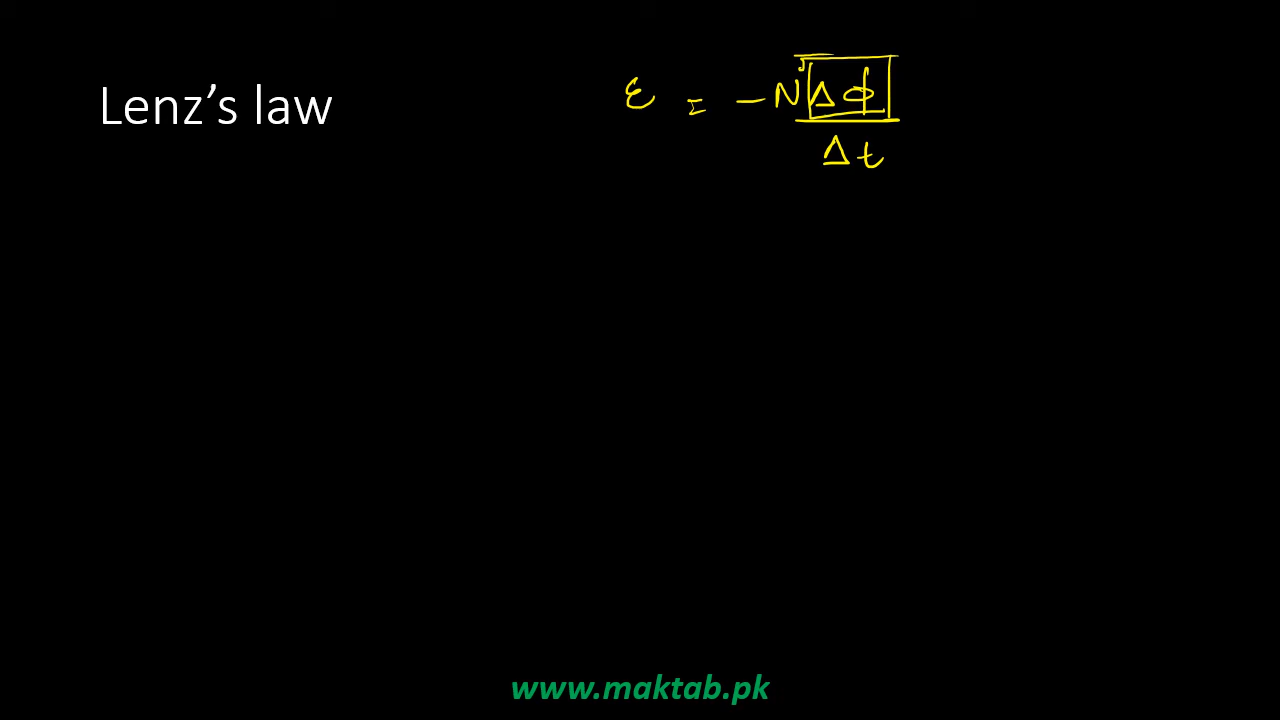 Lenz’s law
ε = -N Δφ
Δt
www.maktab.pk